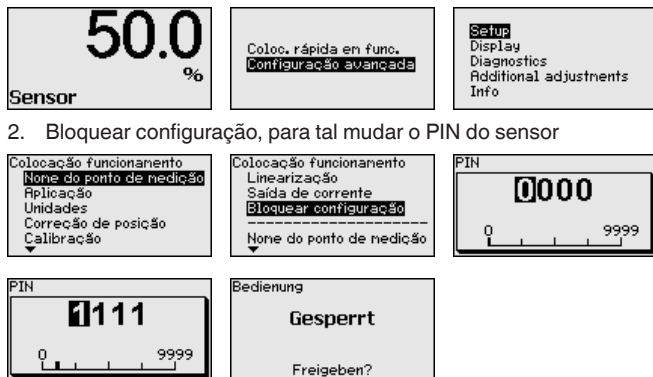 50.0
%
Sensor
Coloc. rápida en func.
Configuração avançada
Setup
Display
Diagnostics
Additional adjustments
Info
2. Bloquear configuração, para tal mudar o PIN do sensor
Colocação funcionamento
Nome do ponto de medição
Aplicação
Unidades
Correção de posição
Calibração
Colocação funcionamento
Linearização
Saída de corrente
Bloquear configuração
Nome do ponto de medição
PIN
0000
0 9999
PIN
1111
0 9999
Bedienung
Gesperrt
Freigeben?